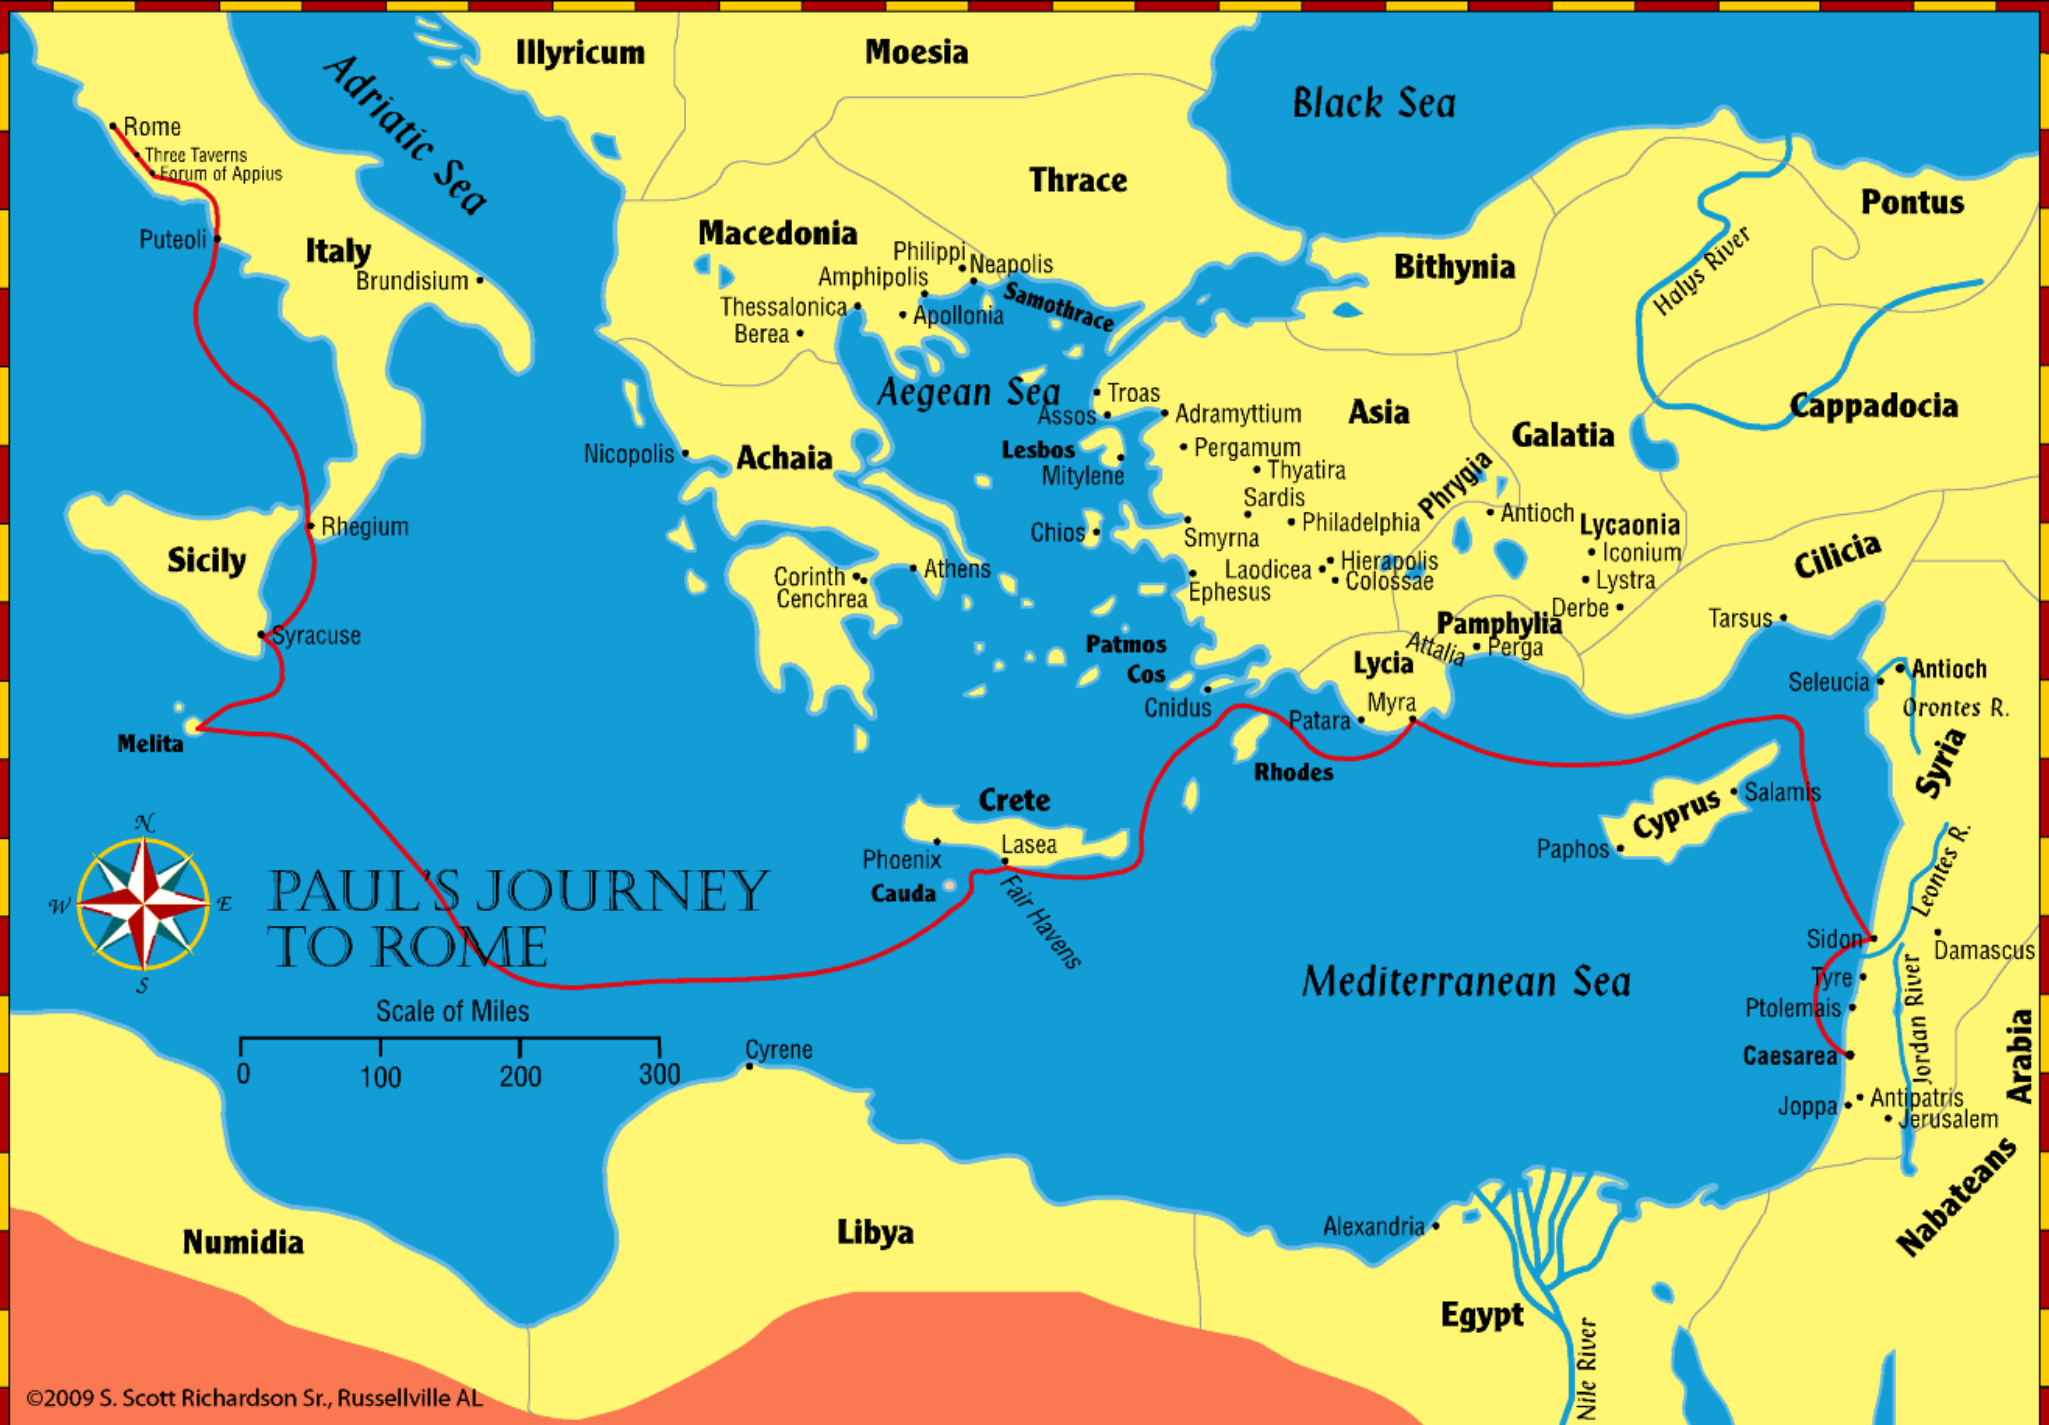 Illyricum
Moesia
Adriatic Sea
Black Sea
Rome
Three Taverns
Forum of Appius
Thrace
Pontus
Puteoli
Italy
Brundisium
Macedonia
Philippi
Neapolis
Amphipolis
Samothrace
Thessalonica
Apollonia
Berea
Bithynia
Halys River
Aegean Sea
Troas
Assos
Adramyttium
Asia
Cappadocia
Galatia
Nicopolis
Achaia
Lesbos
Mitylene
Pergamum
Thyatira
Sardis
Phrygia
Philadelphia
Antioch
Lycaonia
Iconium
Lystra
Derbe
Cilicia
Rhegium
Sicily
Chios
Smyrna
Hierapolis
Laodicea
Colossae
Ephesus
Corinth
Cenchrea
Athens
Syracuse
Patmos
Cos
Cnidus
Pamphylia
Attalia
Perga
Lycia
Myra
Patara
Tarsus
Seleucia
Antioch
Orontes R.
Syria
Melita
Rhodes
Crete
Lasea
Phoenix
Cauda
Fair Havens
Cyprus
Salamis
Paphos
Leontes R.
N
W
E
S
PAUL'S JOURNEY
TO ROME
Scale of Miles
0 100 200 300
Mediterranean Sea
Sidon
Damascus
Tyre
Ptolemais
Jordan River
Caesarea
Arabia
Joppa
Antipatris
Jerusalem
Nabateans
Cyrene
Numidia
Libya
Alexandria
Egypt
Nile River
©2009 S. Scott Richardson Sr., Russellville AL